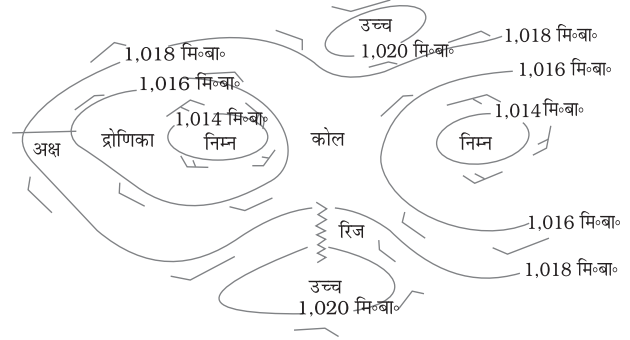 उच्च
1,020 मि॰बा॰
1,018 मि॰बा॰
1,018 मि॰बा॰
1,016 मि॰बा॰
1,016 मि॰बा॰
1,014 मि॰बा॰
1,014 मि॰बा॰
अक्ष
द्रोणिका
निम्न
कोल
निम्न
1,016 मि॰बा॰
रिज
1,018 मि॰बा॰
उच्च
1,020 मि॰बा॰